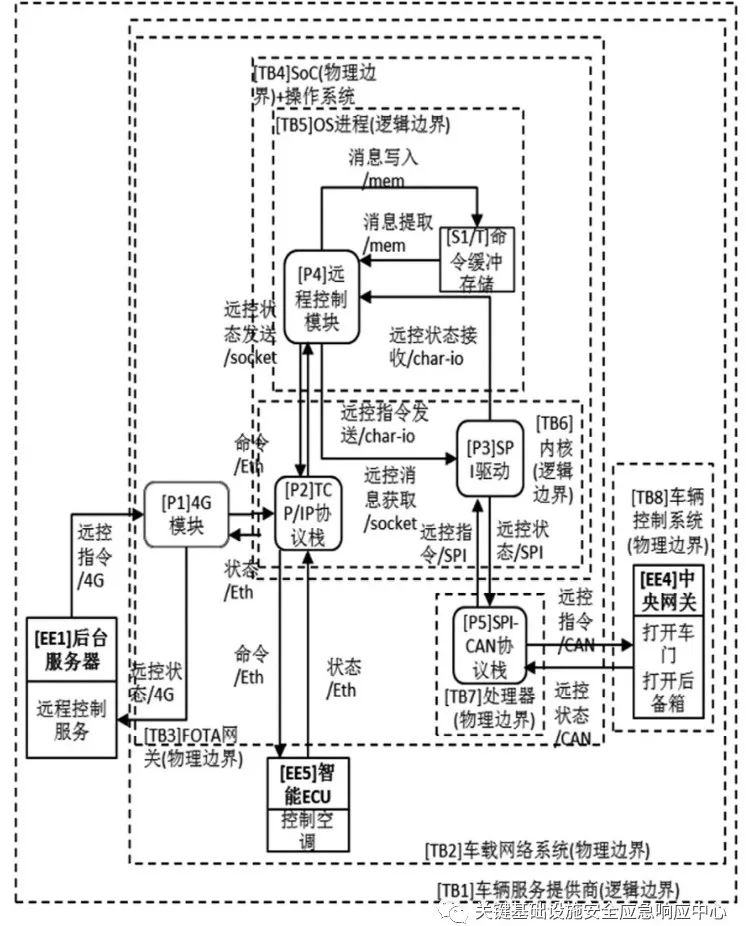 [TB4]SoC(物理边
界)+操作系统
[TB5]OS进程(逻辑边界)
消息写入
/mem
消息提取
/mem
[S1/T]命
令缓冲
存储
[P4]远
程控制
模块
远控状
态发送
/socket
远控状态接
收/char-io
远控指令发
送/char-io
[P3]SP
I驱动
[TB6]
内核
(逻辑
边界)
命令
/Eth
远控消
息获取
/socket
[P1]4G
模块
[P2]TC
P/IP协
议栈
状态
/Eth
远控指
令/SPI
远控状
态/SPI
[TB8]车辆
控制系统
(物理边界)
远控
指令
/4G
[EE1]后台
服务器
远程控制
服务
远控状
态/4G
命令
/Eth
状态
/Eth
[P5]SPI-
CAN协
议栈
[TB7]处理器
(物理边界)
远控
指令
/CAN
远控
状态
/CAN
[EE4]中
央网关
打开车
门
打开后
备箱
[TB3]FOTA网
关(物理边界)
[EE5]智
能ECU
控制空
调
[TB2]车载网络系统(物理边界)
[TB1]车辆服务提供商(逻辑边界)
关键基础设施安全应急响应中心